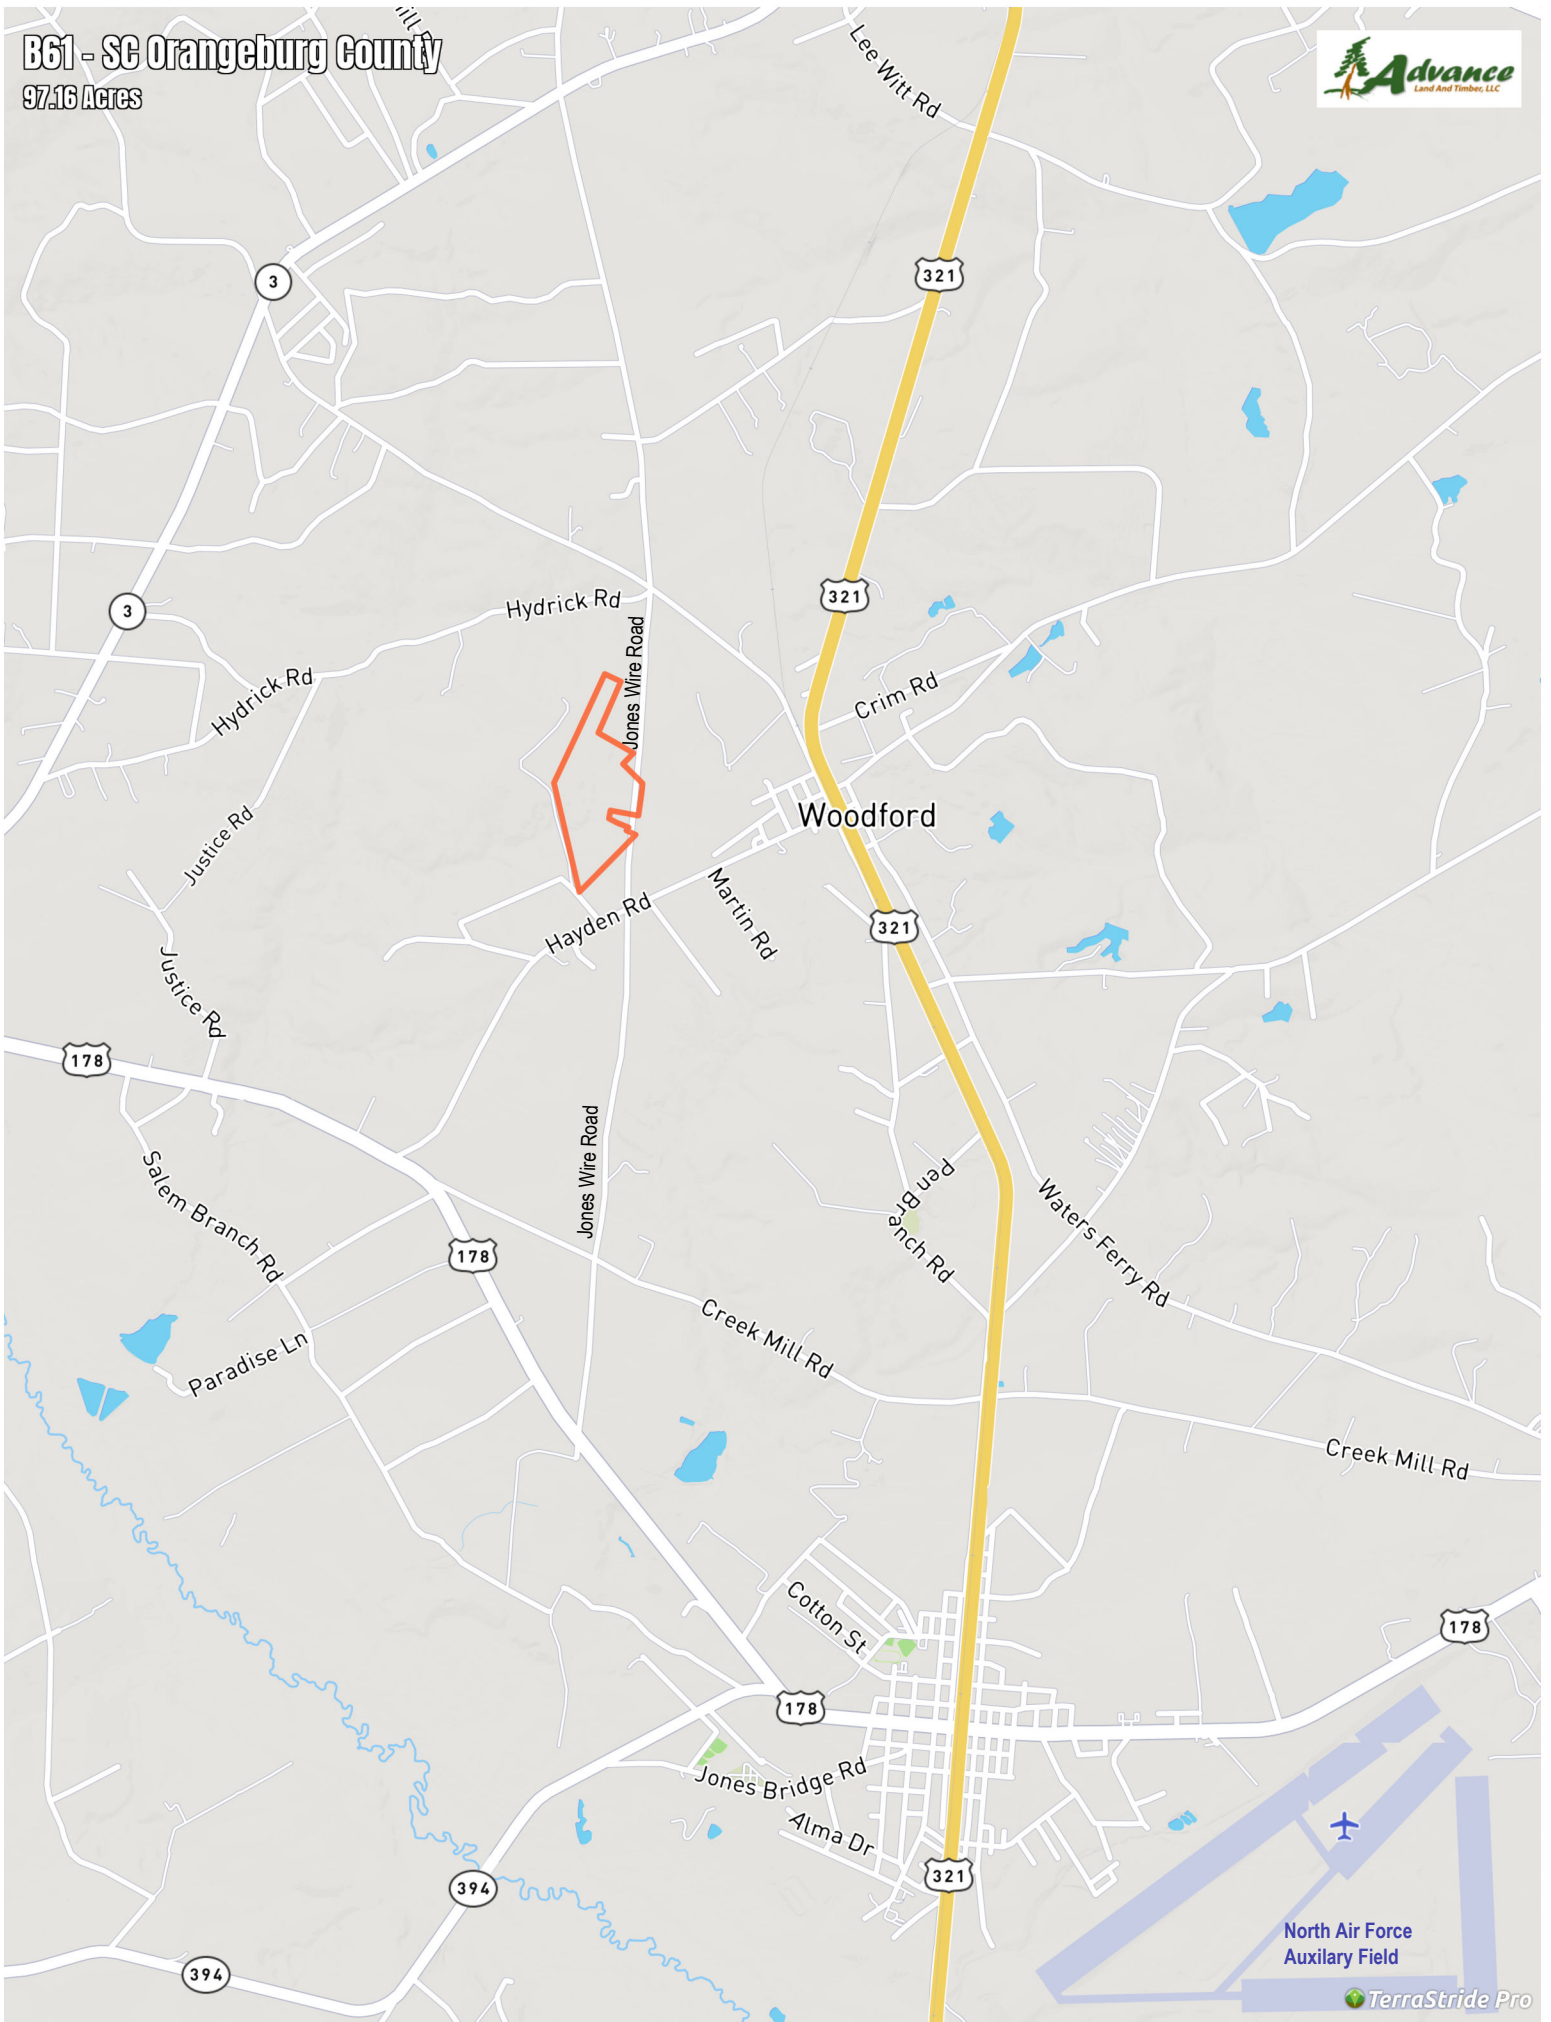 B61 - SC Orangeburg County
97.16 Acres
Advance
Land And Timber, LLC
Lee Witt Rd
3
321
3
321
Hydrick Rd
Jones Wire Road
Hydrick Rd
Crim Rd
Woodford
Justice Rd
Martin Rd
Hayden Rd
321
Justice Rd
178
Jones Wire Road
Salem Branch Rd
Pen Branch Rd
Waters Ferry Rd
178
Creek Mill Rd
Paradise Ln
Creek Mill Rd
Cotton St
178
178
Jones Bridge Rd
Alma Dr
321
394
North Air Force
Auxilary Field
394
TerraStride Pro